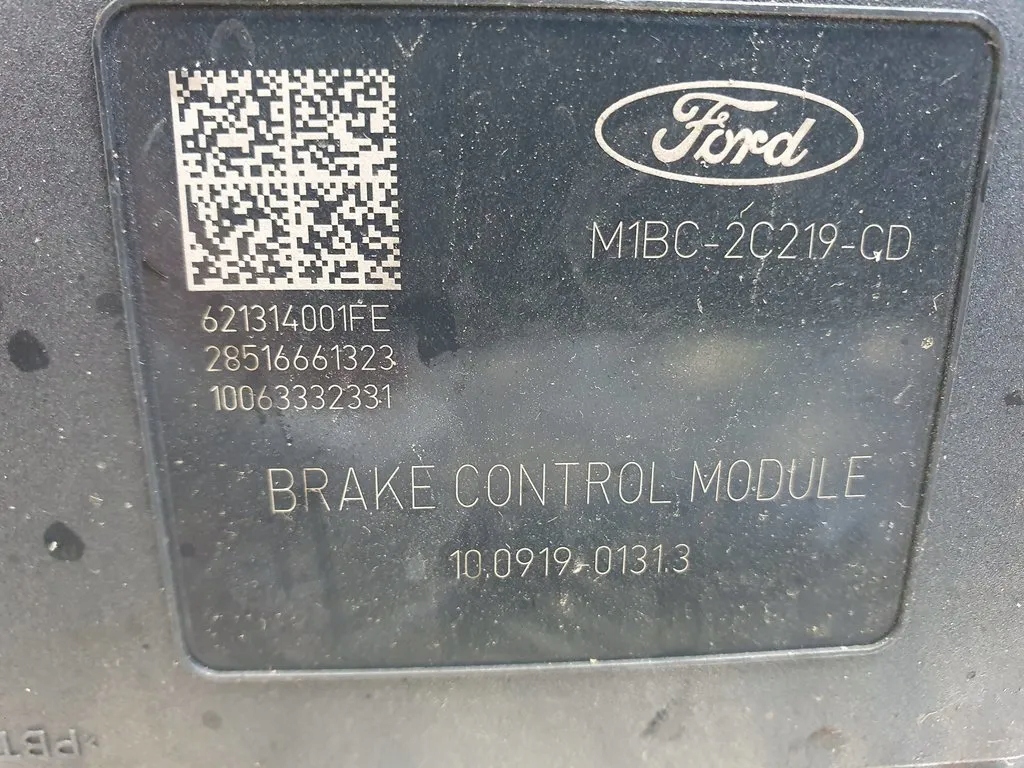 Ford
M1BC-2C219-CD
621314001FE
28516661323
10063332331
BRAKE CONTROL MODULE
10.0919-0131.3